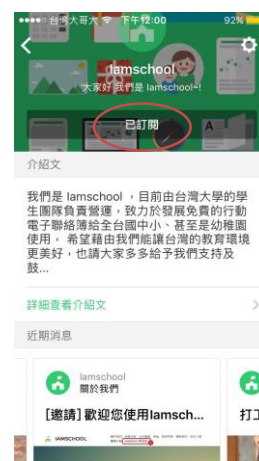 台灣大哥大 下午12:00 92%
Iamschool
大家好 我們是 Iamschool~!
已訂閱
介紹文
我們是 Iamschool ，目前由台灣大學的學
生團隊負責營運，致力於發展免費的行動
電子聯絡簿給全台國中小、甚至是幼稚園
使用， 希望藉由我們能讓台灣的教育環境
更美好，也請大家多多給予我們支持及
鼓...
詳細查看介紹文
近期消息
Iamschool
關於我們
[邀請] 歡迎您使用Iamsch...
打工
IAMSCHOOL